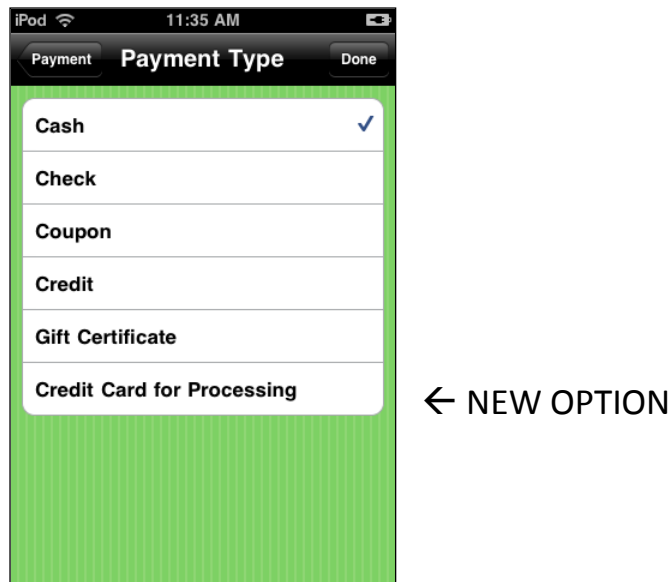 iPod 11:35 AM
Payment Payment Type Done
Cash
Check
Coupon
Credit
Gift Certificate
Credit Card for Processing
← NEW OPTION